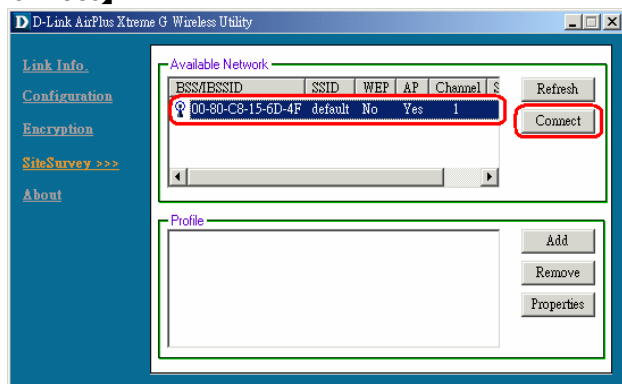 D D-Link AirPlus Xtreme G Wireless Utility
Link Info.
Configuration
Encryption
SiteSurvey >>>
About
Available Network
BSS/IBSSID SSID WEP AP Channel S
00-80-C8-15-6D-4F default No Yes 1
Refresh
Connect
Profile
Add
Remove
Properties